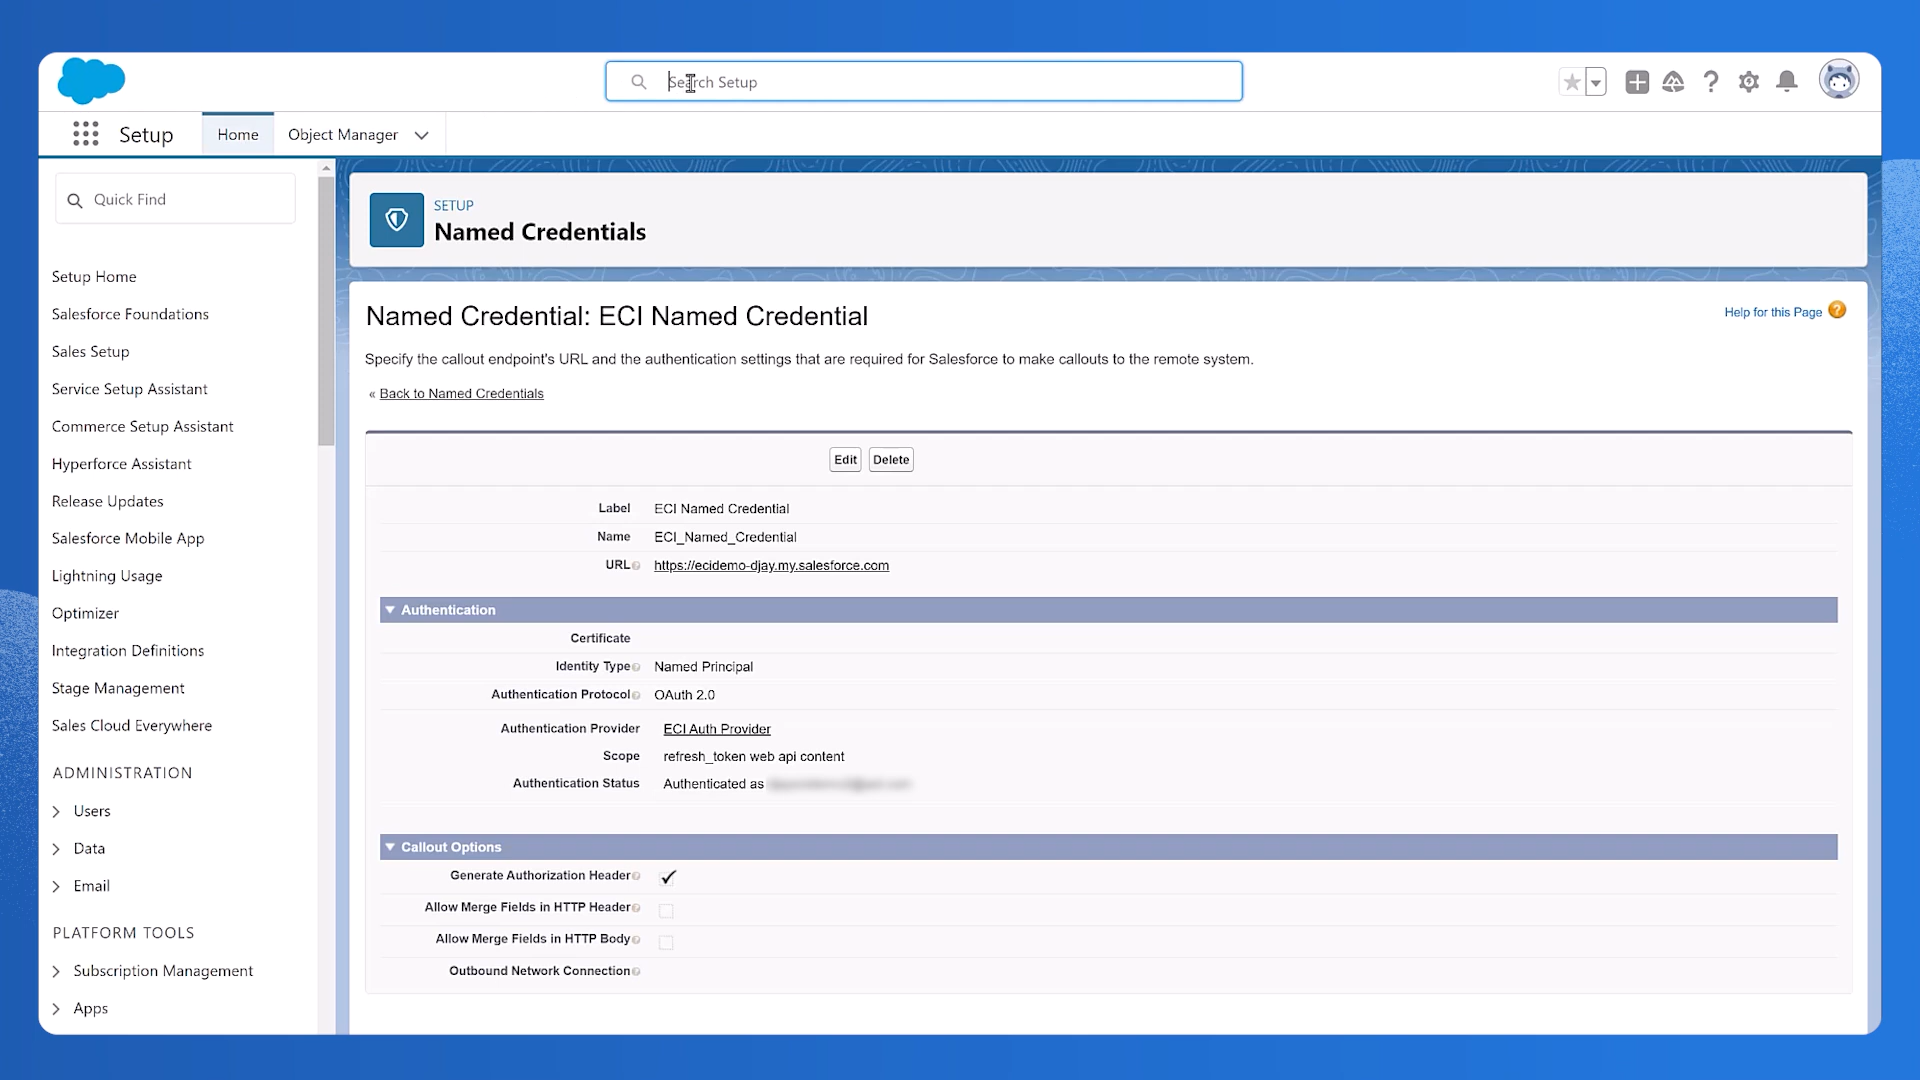 Search Setup
Setup
Home
Object Manager
Quick Find
Setup Home
Salesforce Foundations
Sales Setup
Service Setup Assistant
Commerce Setup Assistant
Hyperforce Assistant
Release Updates
Salesforce Mobile App
Lightning Usage
Optimizer
Integration Definitions
Stage Management
Sales Cloud Everywhere
ADMINISTRATION
Users
Data
Email
PLATFORM TOOLS
Subscription Management
Apps
SETUP
Named Credentials
Named Credential: ECI Named Credential
Help for this Page ?
Specify the callout endpoint's URL and the authentication settings that are required for Salesforce to make callouts to the remote system.
« Back to Named Credentials
Edit Delete
Label ECI Named Credential
Name ECI_Named_Credential
URL https://ecidemo-djay.my.salesforce.com
Authentication
Certificate
Identity Type Named Principal
Authentication Protocol OAuth 2.0
Authentication Provider ECI Auth Provider
Scope refresh_token web api content
Authentication Status Authenticated as
Callout Options
Generate Authorization Header
Allow Merge Fields in HTTP Header
Allow Merge Fields in HTTP Body
Outbound Network Connection